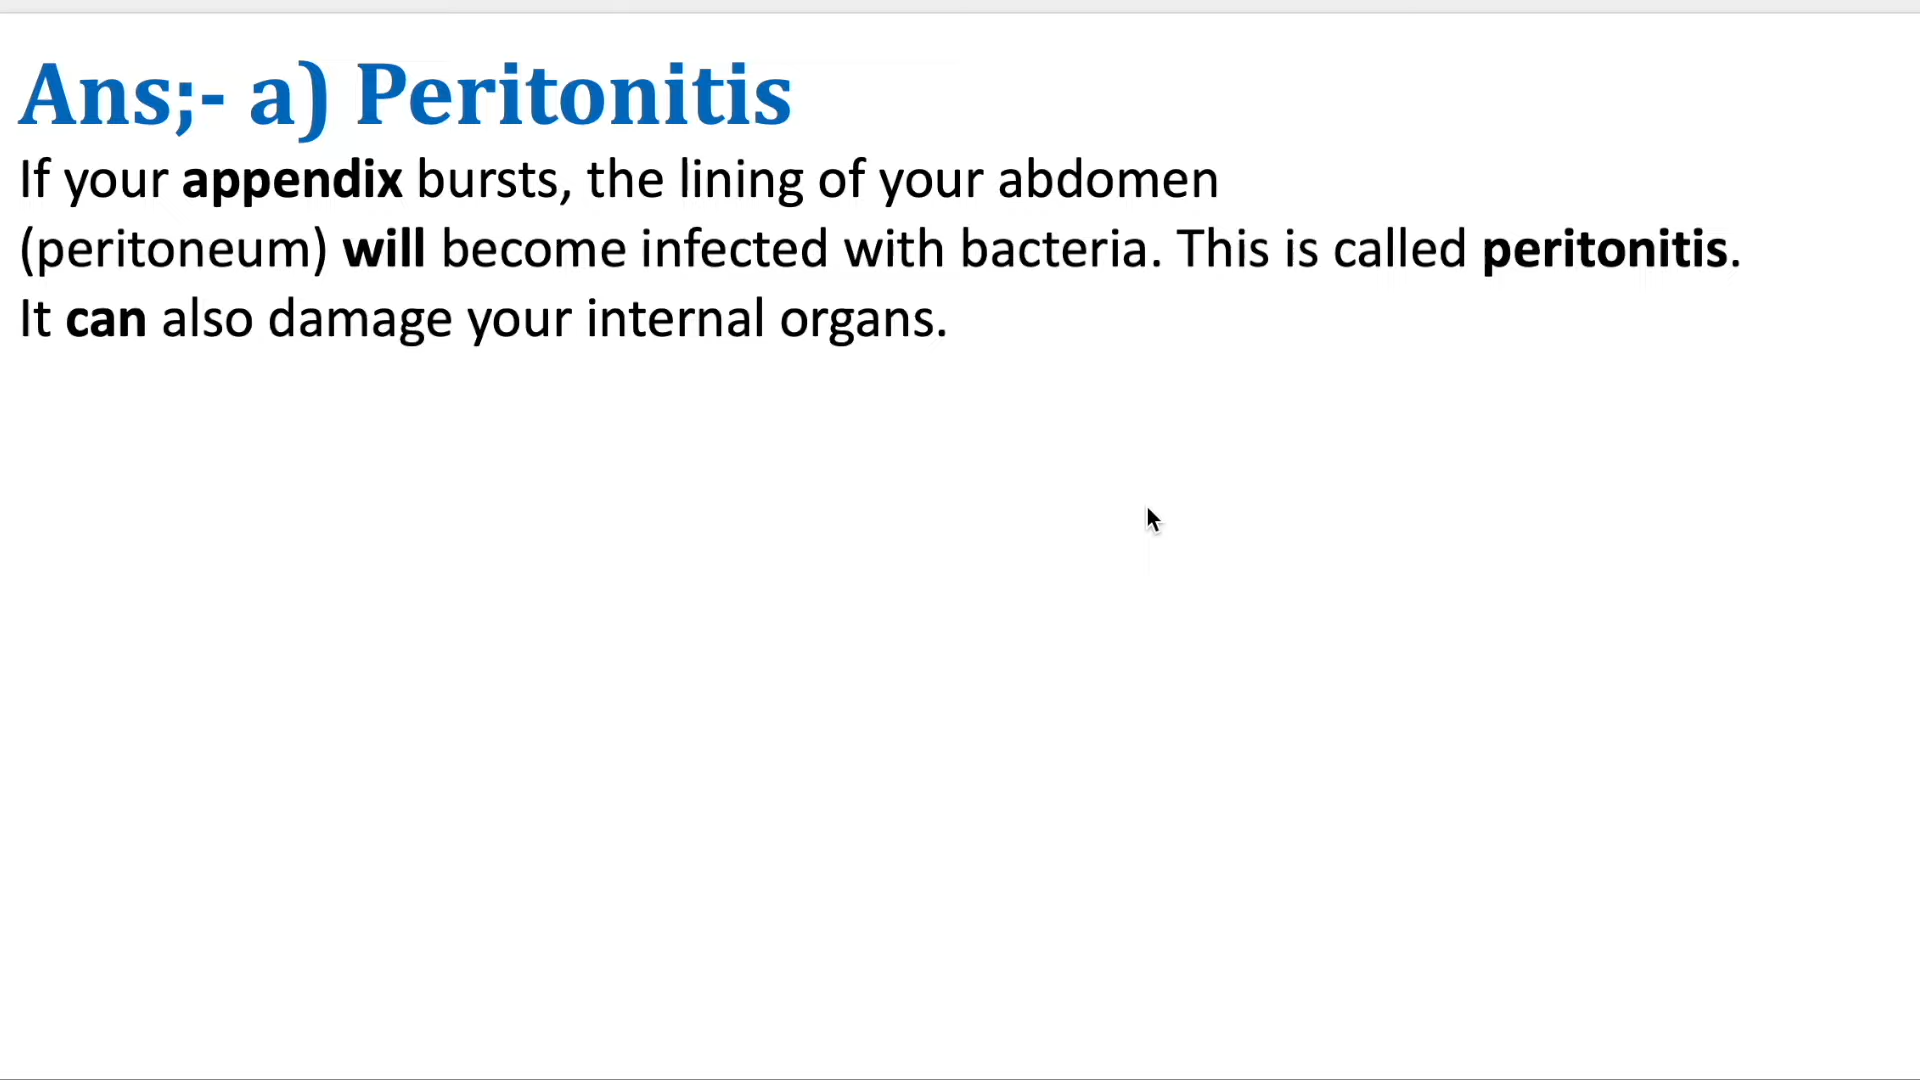 Ans;- a) Peritonitis
If your appendix bursts, the lining of your abdomen
(peritoneum) will become infected with bacteria. This is called peritonitis.
It can also damage your internal organs.